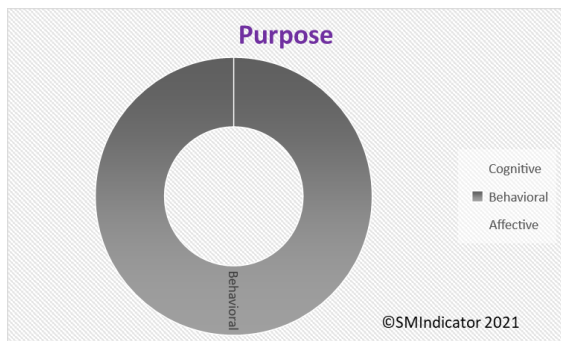 Purpose
Cognitive
Behavioral
Affective
Behavioral
©SMIndicator 2021